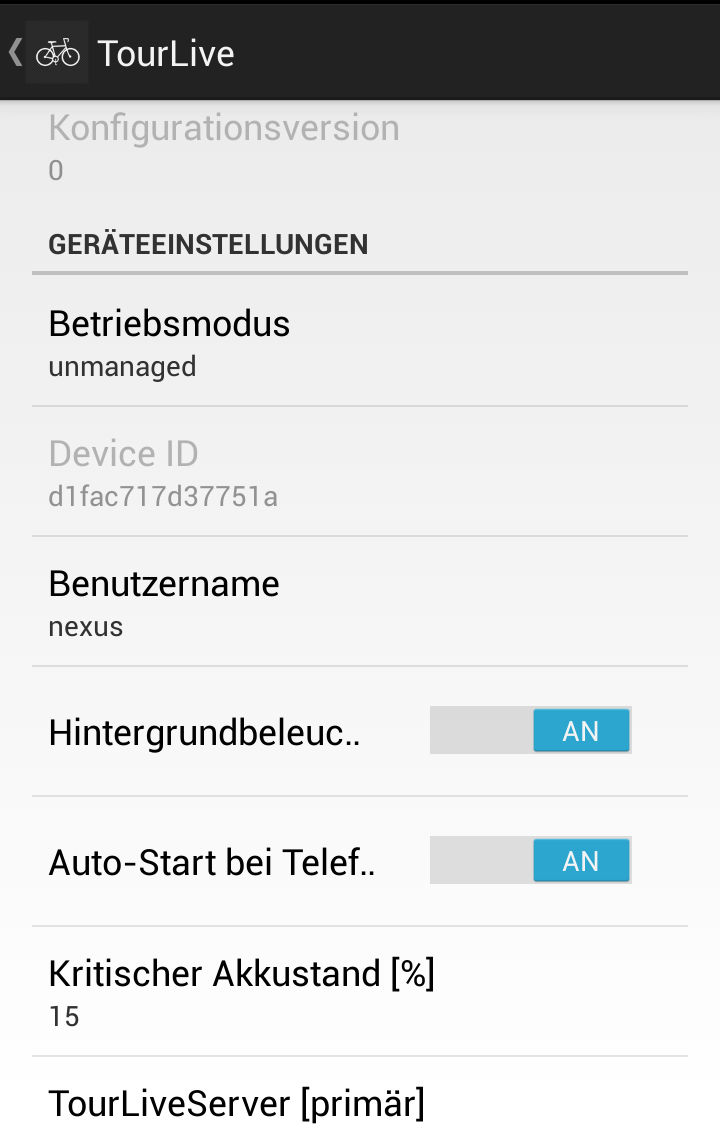 TourLive
Konfigurationsversion
0
GERÄTEEINSTELLUNGEN
Betriebsmodus
unmanaged
Device ID
d1fac717d37751a
Benutzername
nexus
Hintergrundbeleuc..
AN
Auto-Start bei Telef..
AN
Kritischer Akkustand [%]
15
TourLiveServer [primär]